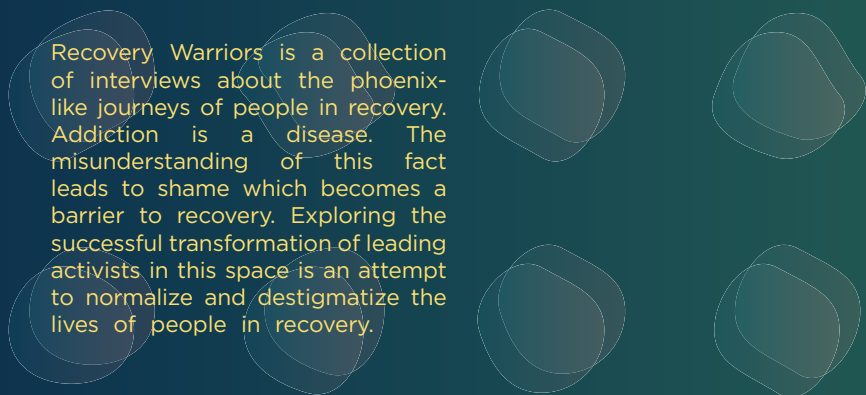 Recovery Warriors is a collection
of interviews about the phoenix-
like journeys of people in recovery.
Addiction is a disease. The
misunderstanding of this fact
leads to shame which becomes a
barrier to recovery. Exploring the
successful transformation of leading
activists in this space is an attempt
to normalize and destigmatize the
lives of people in recovery.